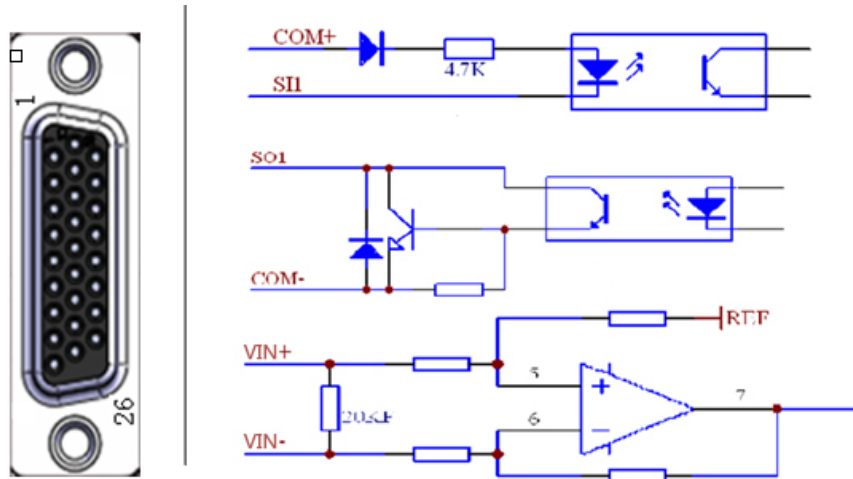 1
26
COM+
4.7K
SI1
SO1
COM-
REF
VIN+
5
6
7
VIN-